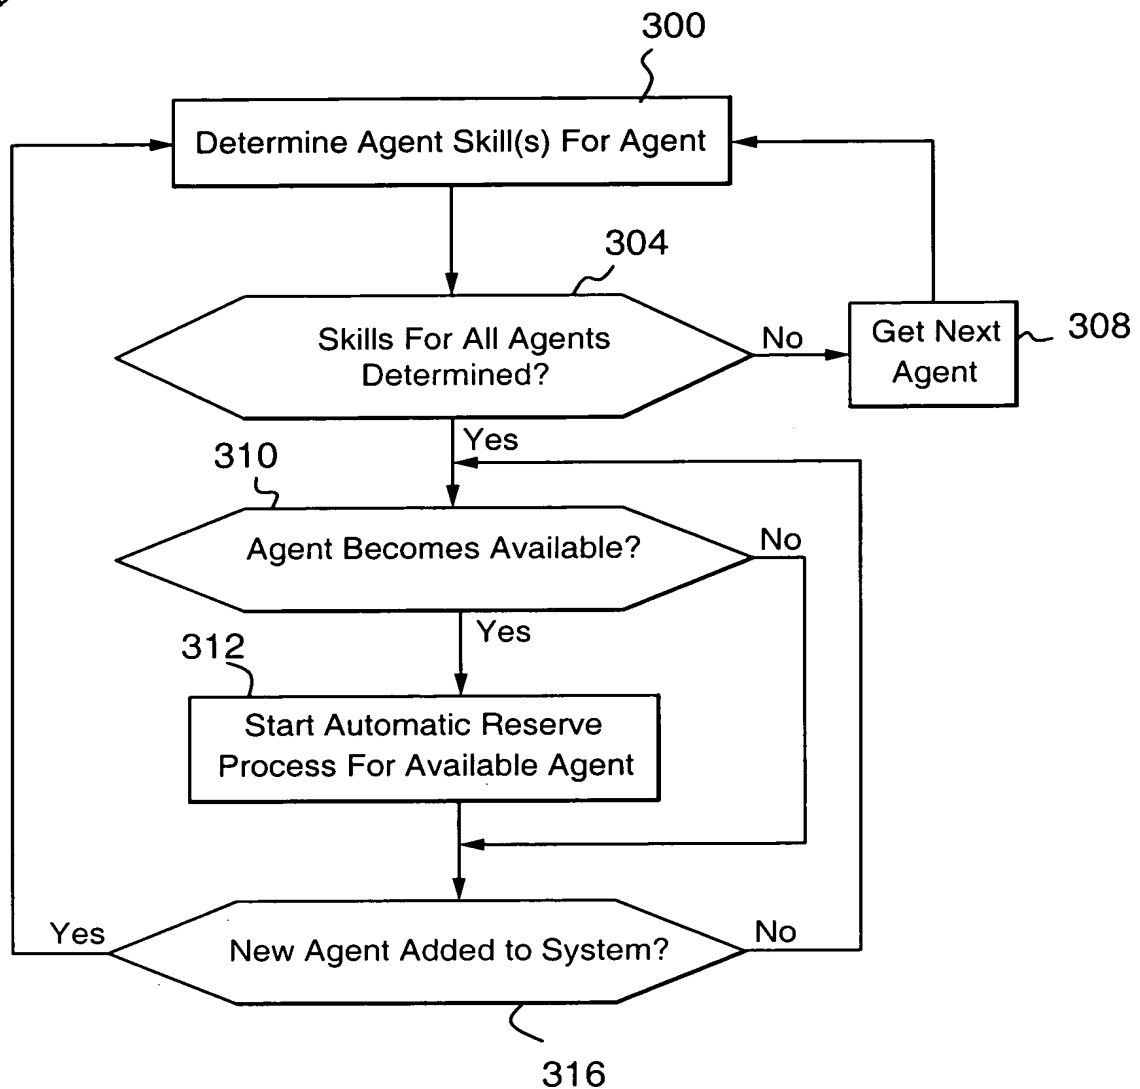 300
Determine Agent Skill(s) For Agent
304
Skills For All Agents
Determined?
No
Get Next
Agent
308
Yes
310
Agent Becomes Available?
No
Yes
312
Start Automatic Reserve
Process For Available Agent
Yes
New Agent Added to System?
No
316